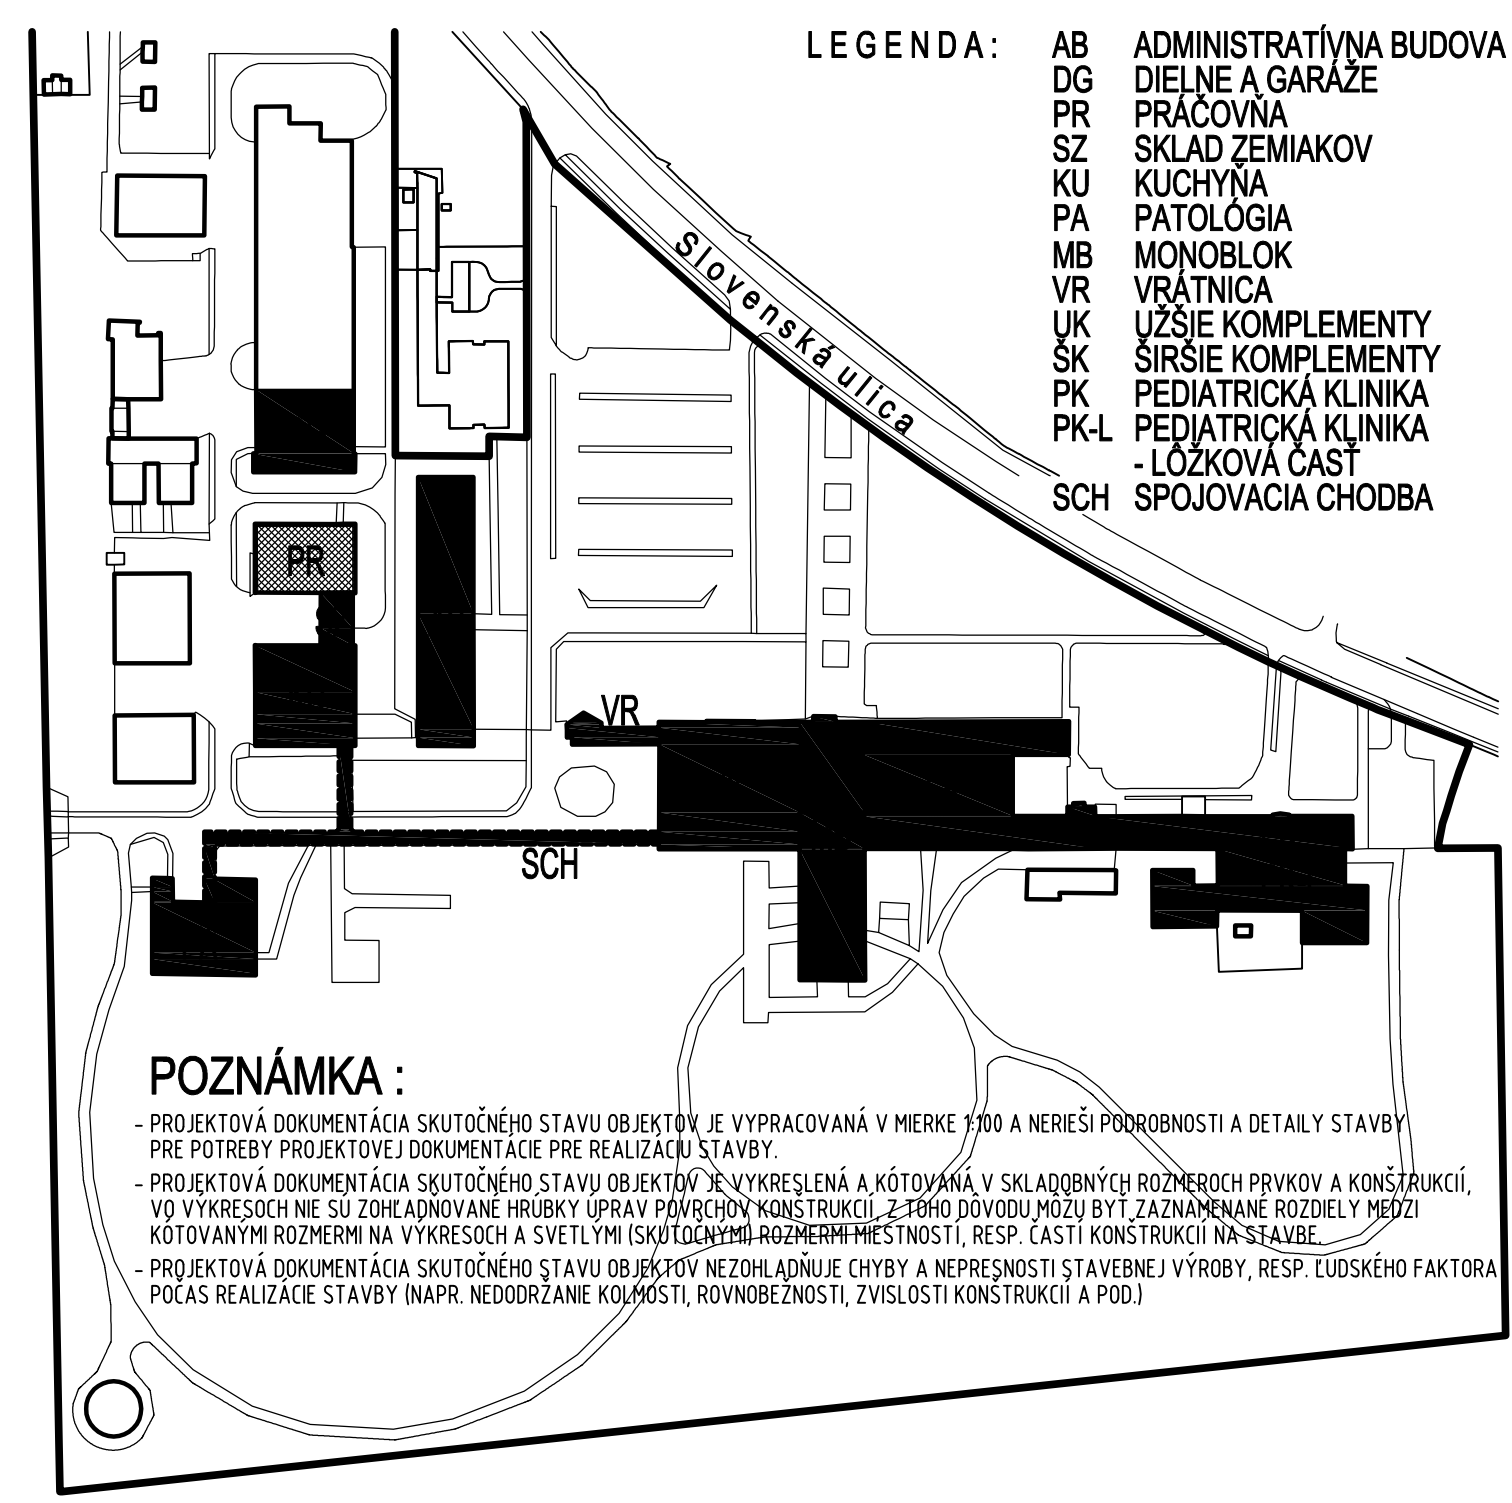 LEGENDA:
AB ADMINISTRATÍVNA BUDOVA
DG DIELNE A GARÁŽE
PR PRÁČOVŇA
SZ SKLAD ZEMIAKOV
KU KUCHYŇA
PA PATOLÓGIA
MB MONOBLOK
VR VRÁTNICA
UK UŽŠIE KOMPLEMENTY
ŠK ŠIRŠIE KOMPLEMENTY
PK PEDIATRICKÁ KLINIKA
PK-L PEDIATRICKÁ KLINIKA
- LÔŽKOVÁ ČASŤ
SCH SPOJOVACIA CHODBA
Slovenská ulica
PR
VR
SCH
POZNÁMKA :
- PROJEKTOVÁ DOKUMENTÁCIA SKUTOČNÉHO STAVU OBJEKTOV JE VYPRACOVANÁ V MIERKE 1:100 A NERIEŠI PODROBNOSTI A DETAILY STAVBY
PRE POTREBY PROJEKTOVEJ DOKUMENTÁCIE PRE REALIZÁCIU STAVBY.
- PROJEKTOVÁ DOKUMENTÁCIA SKUTOČNÉHO STAVU OBJEKTOV JE VYKRESLENÁ A KÓTOVANÁ V SKLADOBNÝCH ROZMEROCH PRVKOV A KONŠTRUKCIÍ,
VO VÝKRESOCH NIE SÚ ZOHĽADŇOVANÉ HRÚBKY ÚPRAV POVRCHOV KONŠTRUKCIÍ, Z TOHO DÔVODU MÔŽU BYŤ ZAZNAMENANÉ ROZDIELY MEDZI
KÓTOVANÝMI ROZMERMI NA VÝKRESOCH A SVETLÝMI (SKUTOČNÝMI) ROZMERMI MIESTNOSTÍ, RESP. ČASTÍ KONŠTRUKCIÍ NA STAVBE.
- PROJEKTOVÁ DOKUMENTÁCIA SKUTOČNÉHO STAVU OBJEKTOV NEZOHĽADŇUJE CHYBY A NEPRESNOSTI STAVEBNEJ VÝROBY, RESP. ĽUDSKÉHO FAKTORA
POČAS REALIZÁCIE STAVBY (NAPR. NEDODRŽANIE KOLMOSTI, ROVNOBEŽNOSTI, ZVISLOSTI KONŠTRUKCIÍ A POD.)